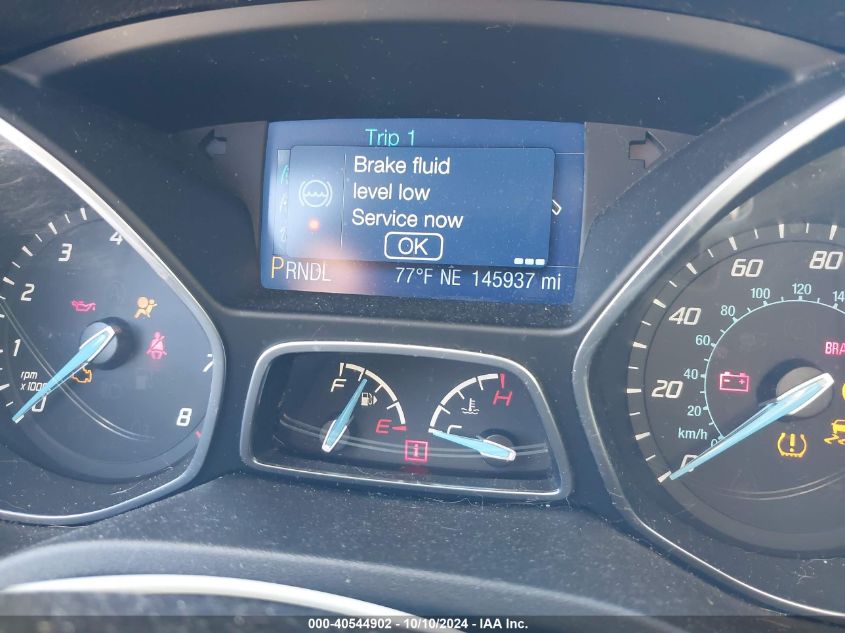 Trip 1
Brake fluid
level low
Service now
OK
PRNDL 77°F NE 145937 mi
4
3
2
1
0
7
8
rpm
x1000
F
E
H
C
80
60
40
20
0
120
100
80
60
40
20
0
km/h
BRA
000-40544902 - 10/10/2024 - IAA Inc.